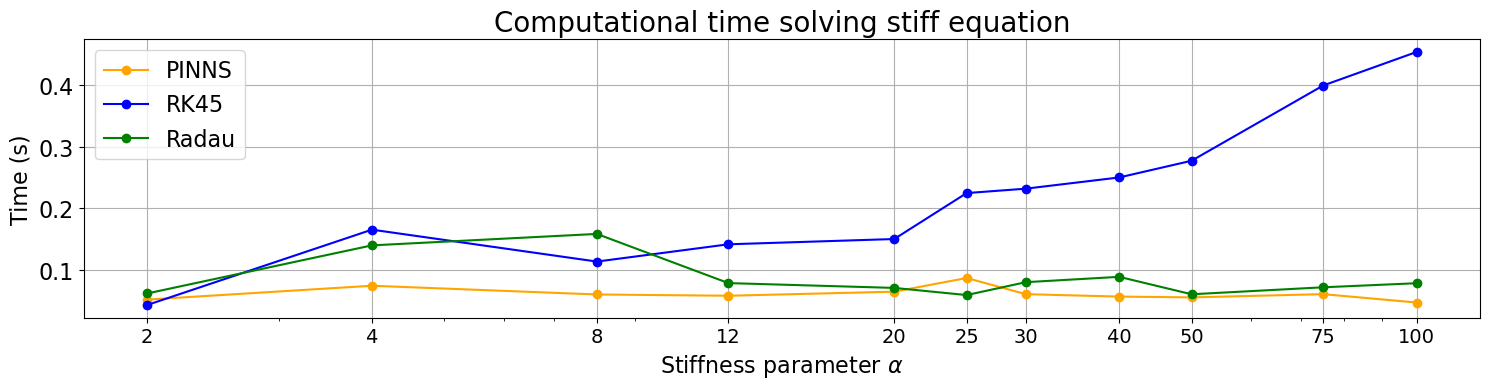 Computational time solving stiff equation
PINNS
RK45
Radau
Time (s)
0.4
0.3
0.2
0.1
2 4 8 12 20 25 30 40 50 75 100
Stiffness parameter α